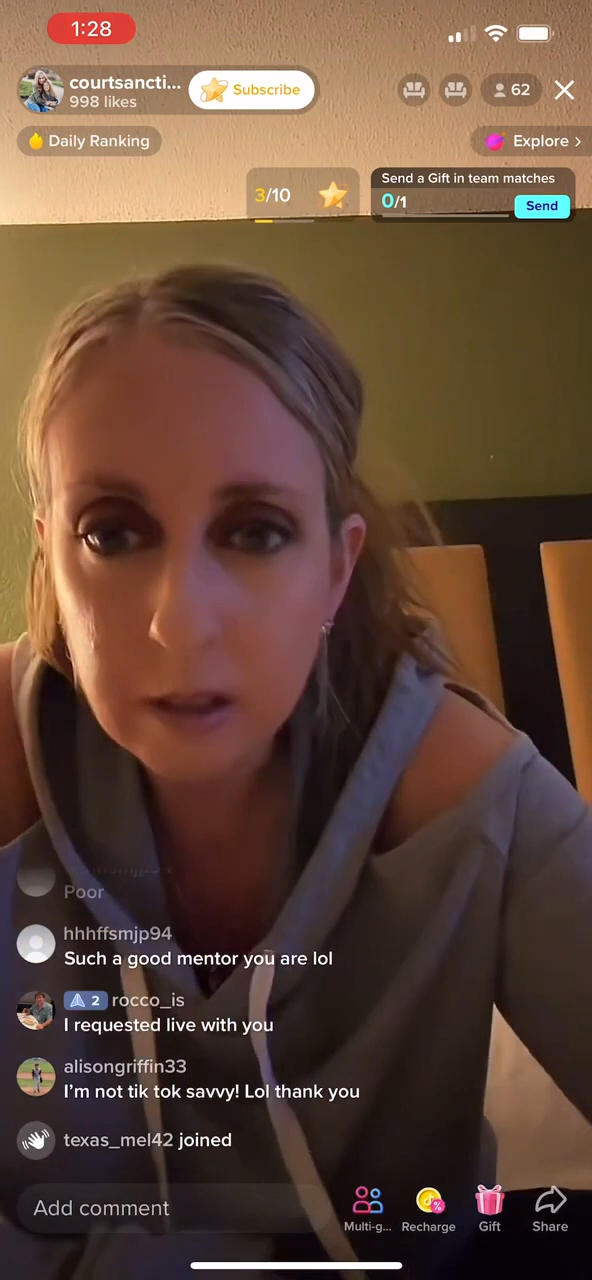 1:28
courtsancti...
998 likes
Subscribe
62
Daily Ranking
Explore >
3/10
Send a Gift in team matches
0/1
Send
Poor
hhhffsmjp94
Such a good mentor you are lol
2 rocco_is
I requested live with you
alisongriffin33
I'm not tik tok savvy! Lol thank you
texas_mel42 joined
Add comment
Multi-g...
Recharge
Gift
Share